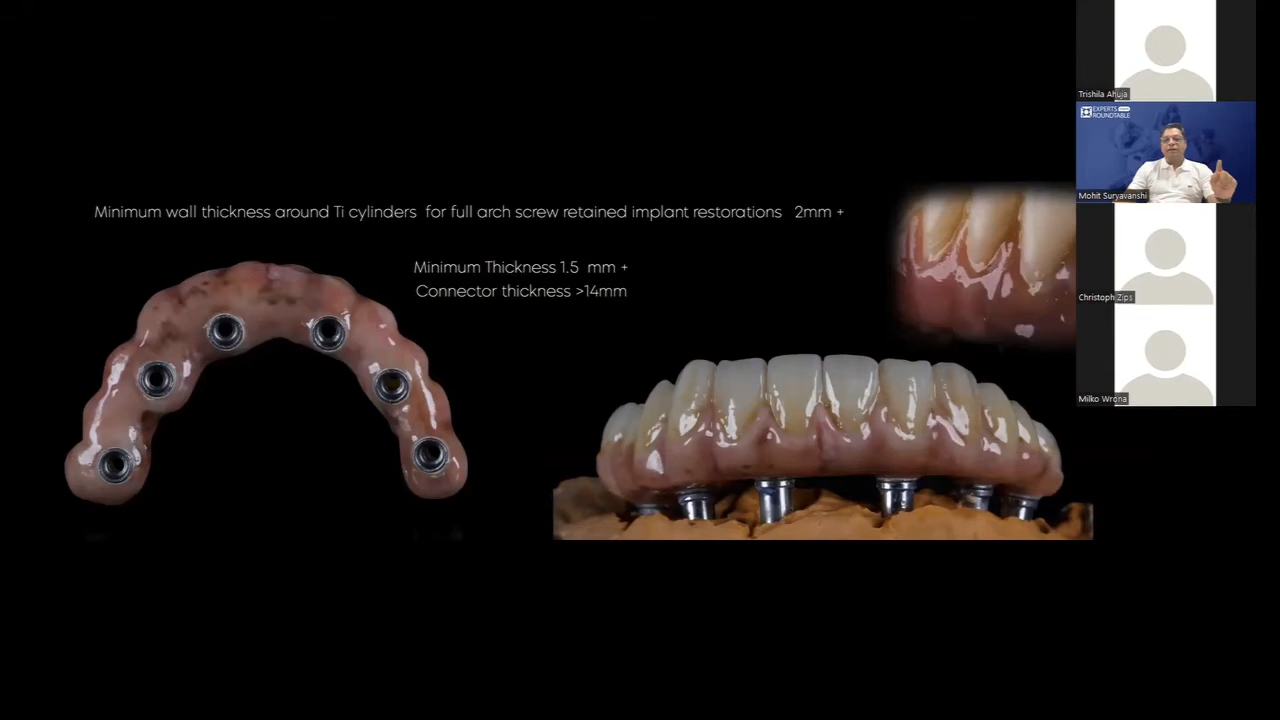 Minimum wall thickness around Ti cylinders for full arch screw retained implant restorations 2mm +
Minimum Thickness 1.5 mm +
Connector thickness >14mm
Trishila Ahuja
EXPERTS
ROUNDTABLE
Mohit Suryavanshi
Christoph Zips
Milko Wrona